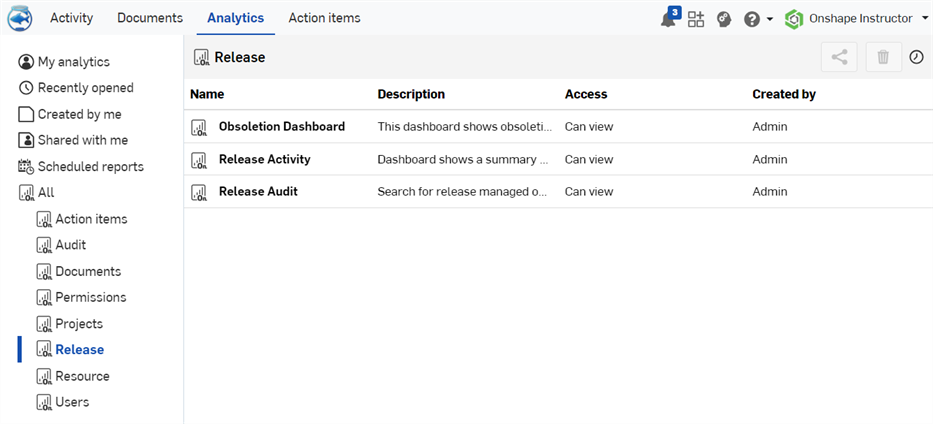 Activity Documents Analytics Action items 3 Onshape Instructor
My analytics
Recently opened
Created by me
Shared with me
Scheduled reports
All
Action items
Audit
Documents
Permissions
Projects
Release
Resource
Users
Release
Name Description Access Created by
Obsoletion Dashboard This dashboard shows obsoleti... Can view Admin
Release Activity Dashboard shows a summary ... Can view Admin
Release Audit Search for release managed o... Can view Admin